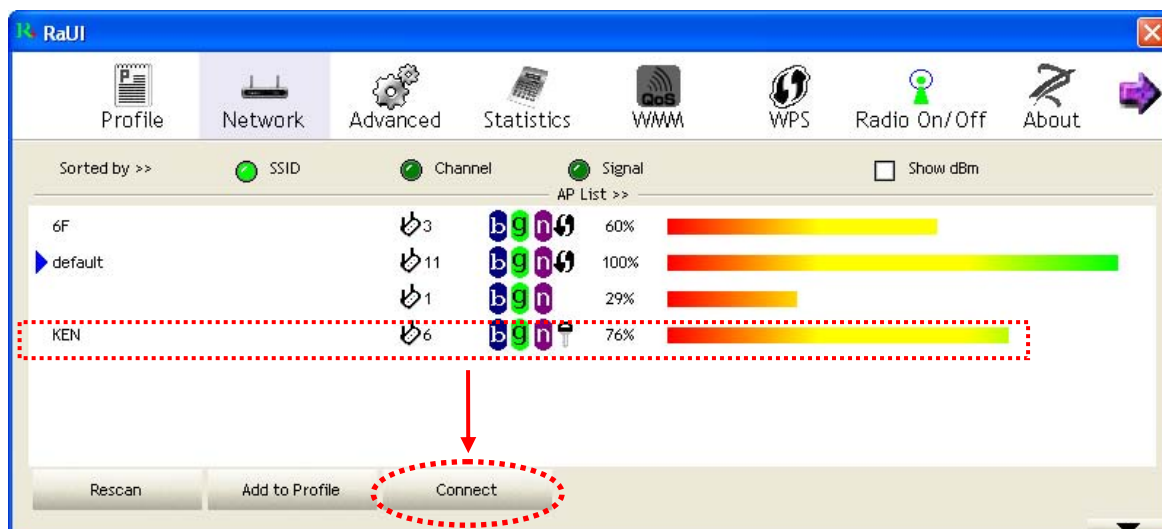 RaUI
Profile Network Advanced Statistics QoS WMM WPS Radio On/Off About
Sorted by >> SSID Channel Signal Show dBm
AP List >>
6F 3 b g n 60%
default 11 b g n 100%
1 b g n 29%
KEN 6 b g n 76%
Rescan Add to Profile Connect